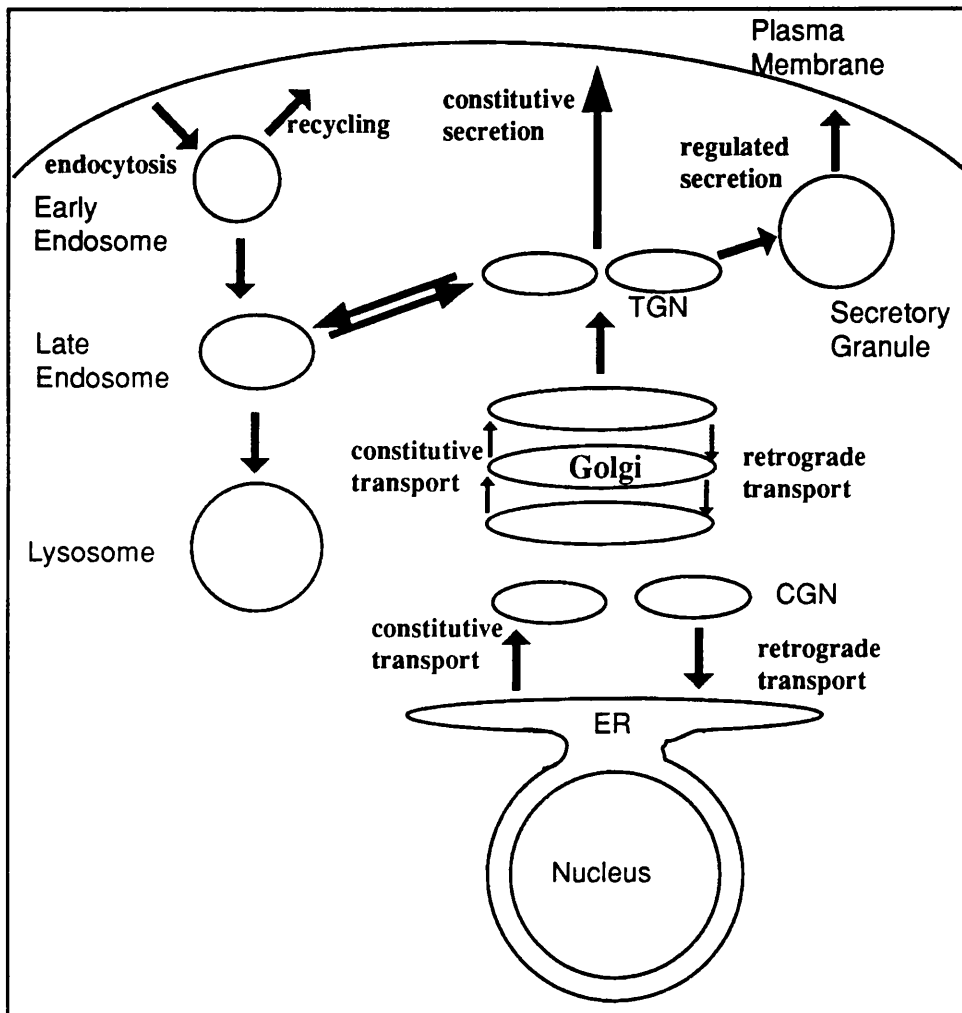 Plasma
Membrane
constitutive
secretion
recycling
regulated
secretion
endocytosis
Early
Endosome
TGN
Secretory
Granule
Late
Endosome
constitutive
transport
Golgi
retrograde
transport
Lysosome
CGN
constitutive
transport
retrograde
transport
ER
Nucleus